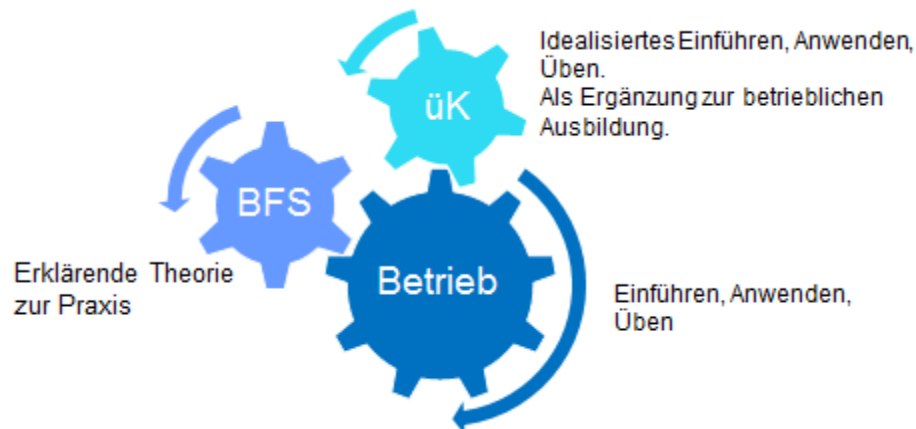 Idealisiertes Einführen, Anwenden,
Üben.
Als Ergänzung zur betrieblichen
Ausbildung.
üK
BFS
Erklärende Theorie
zur Praxis
Betrieb
Einführen, Anwenden,
Üben